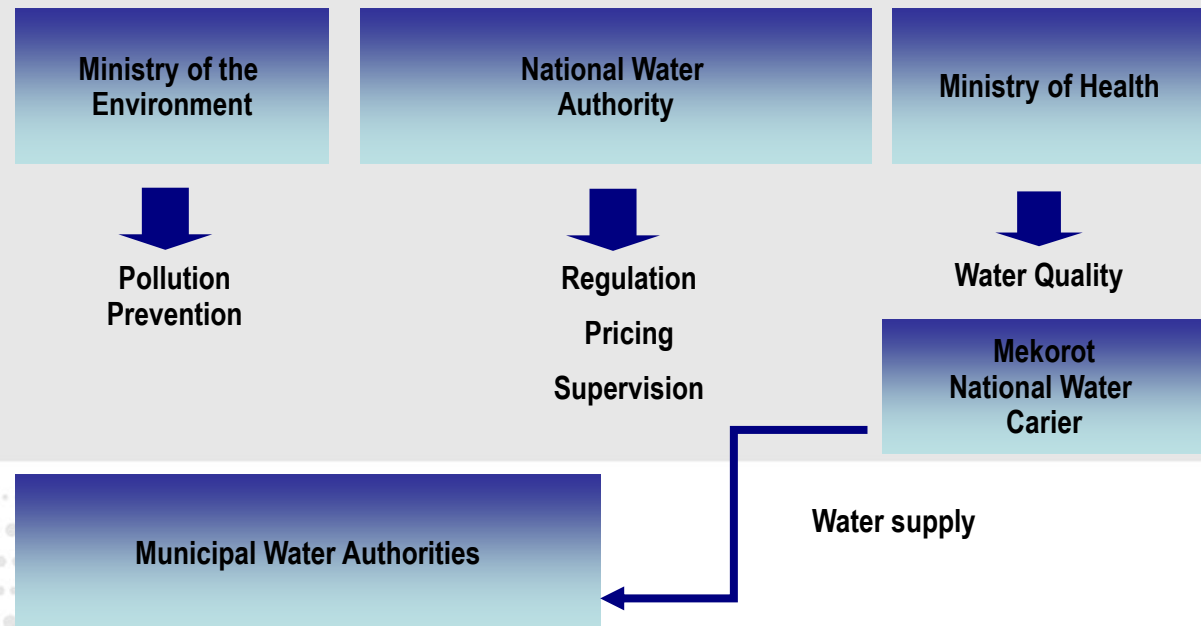 Ministry of the
Environment
National Water
Authority
Ministry of Health
Pollution
Prevention
Regulation
Pricing
Supervision
Water Quality
Mekorot
National Water
Carier
Municipal Water Authorities
Water supply